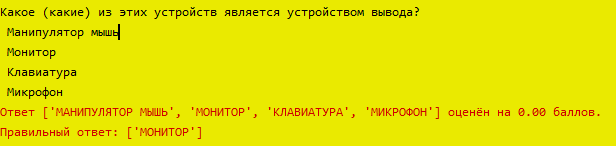 Какое (какие) из этих устройств является устройством вывода?
Манипулятор мышь
Монитор
Клавиатура
Микрофон
Ответ ['МАНИПУЛЯТОР МЫШЬ', 'МОНИТОР', 'КЛАВИАТУРА', 'МИКРОФОН'] оценён на 0.00 баллов.
Правильный ответ: ['МОНИТОР']